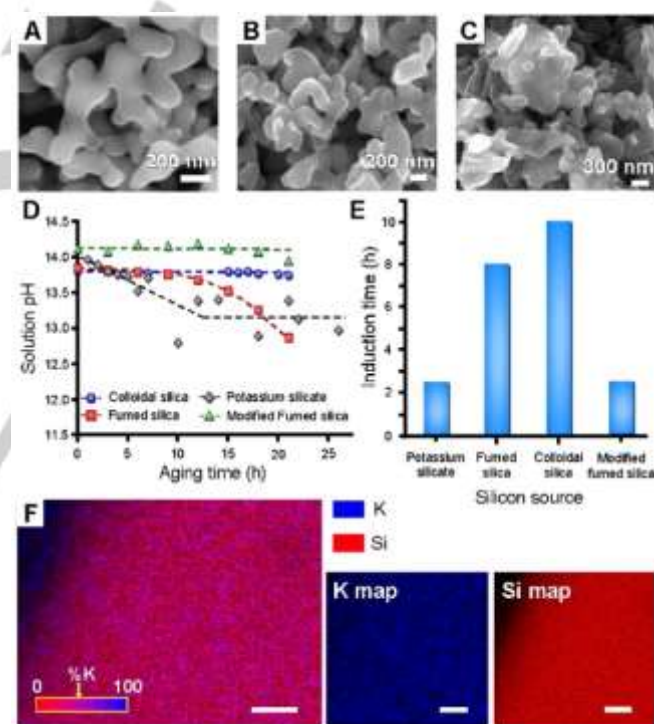 A
200 nm
B
200 nm
C
300 nm
D
14.5
14.0
13.5
13.0
12.5
12.0
11.5
Solution pH
0
5
10
15
20
25
Aging time (h)
Colloidal silica
Potassium silicate
Fumed silica
Modified Fumed silica
E
10
8
6
4
2
0
Induction time (h)
Potassium
silicate
Fumed
silica
Colloidal
silica
Modified
fumed silica
Silicon source
F
K
Si
% K
0
100
K map
Si map